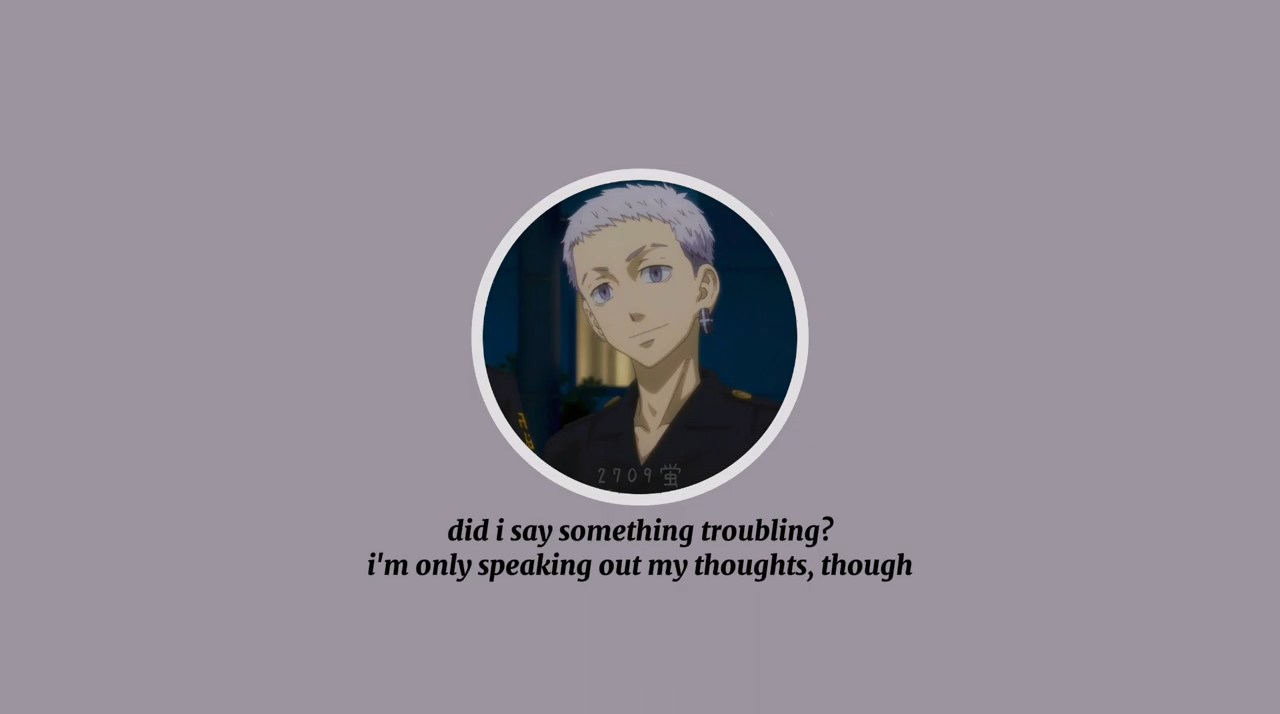 2709蛍
did i say something troubling?
i'm only speaking out my thoughts, though